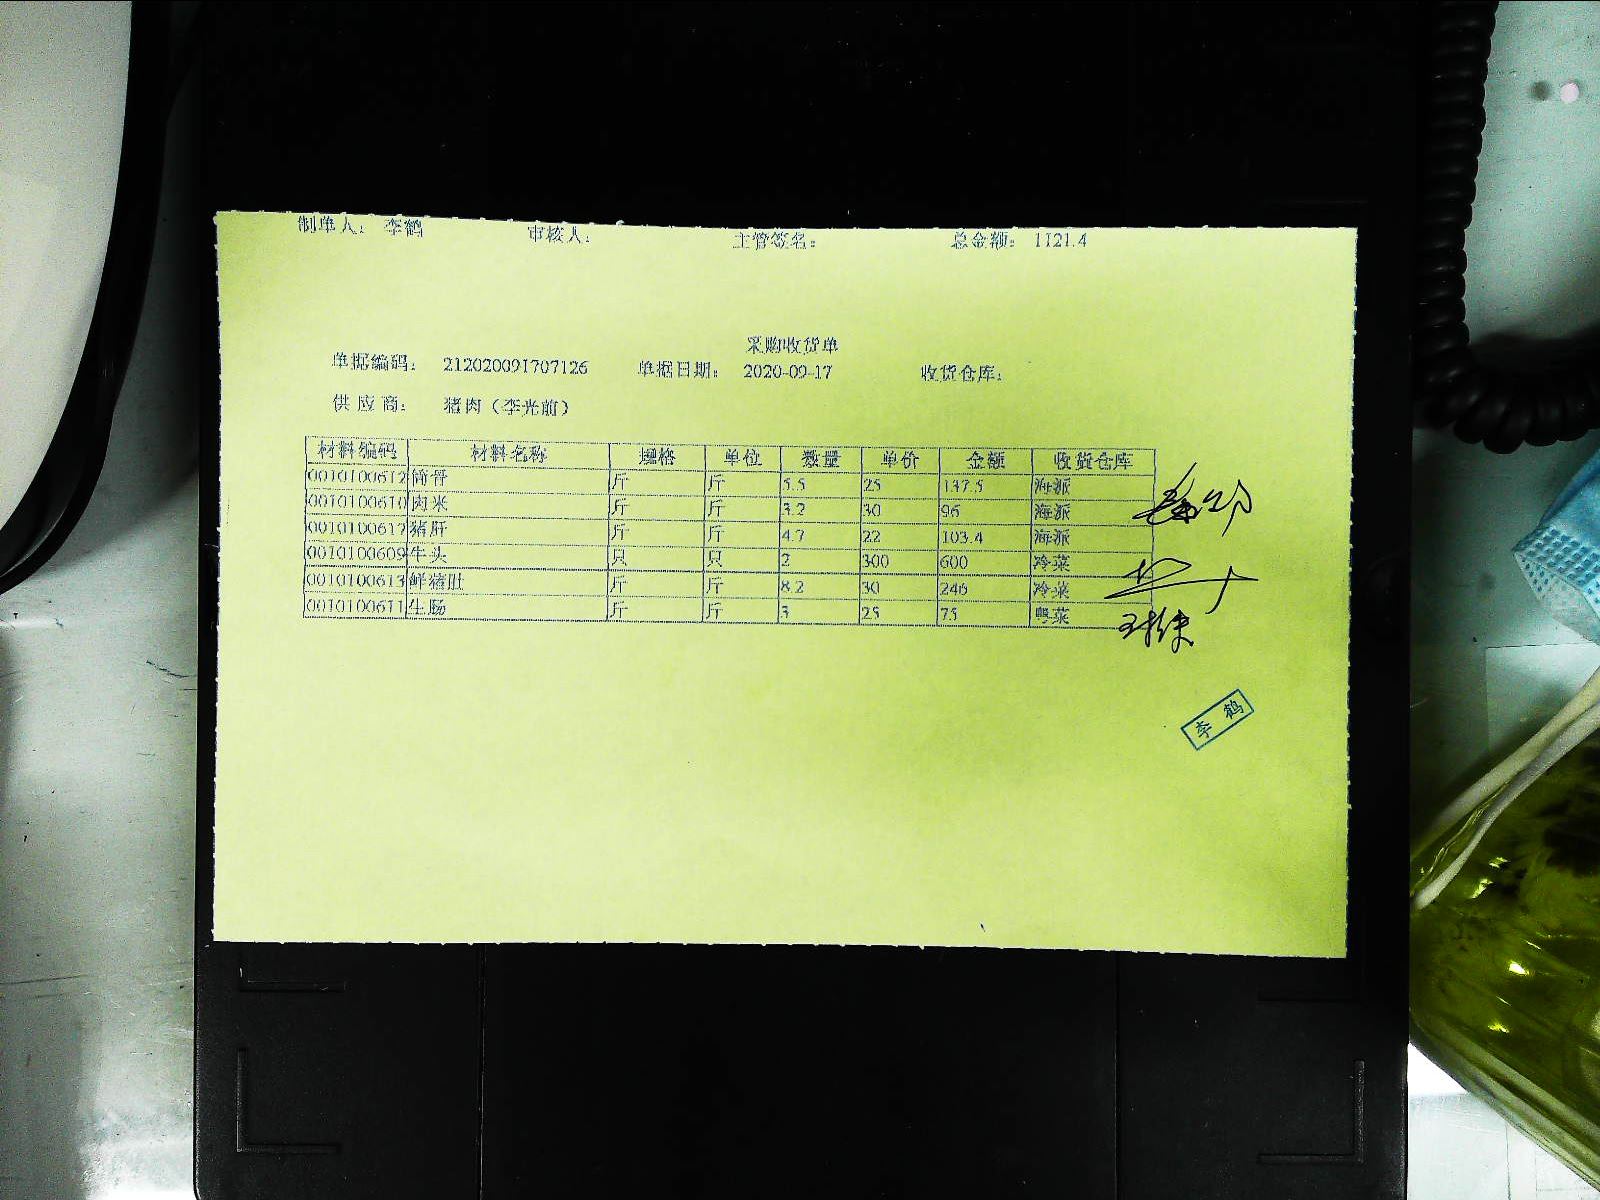 制单人： 李鹤 审核人： 主管签名： 总金额： 1121.4
采购收货单
单据编码： 212020091707126 单据日期： 2020-09-17 收货仓库：
供应商： 猪肉（李光前）
材料编码 材料名称 规格 单位 数量 单价 金额 收货仓库
0010100612 筒骨 斤 斤 5.5 25 137.5 海派
0010100610 肉米 斤 斤 3.2 30 96 海派
0010100617 猪肝 斤 斤 4.7 22 103.4 海派
0010100609 牛头 只 只 2 300 600 冷菜
0010100613 鲜猪肚 斤 斤 8.2 30 246 冷菜
0010100611 生肠 斤 斤 3 25 75 粤菜
李鹤